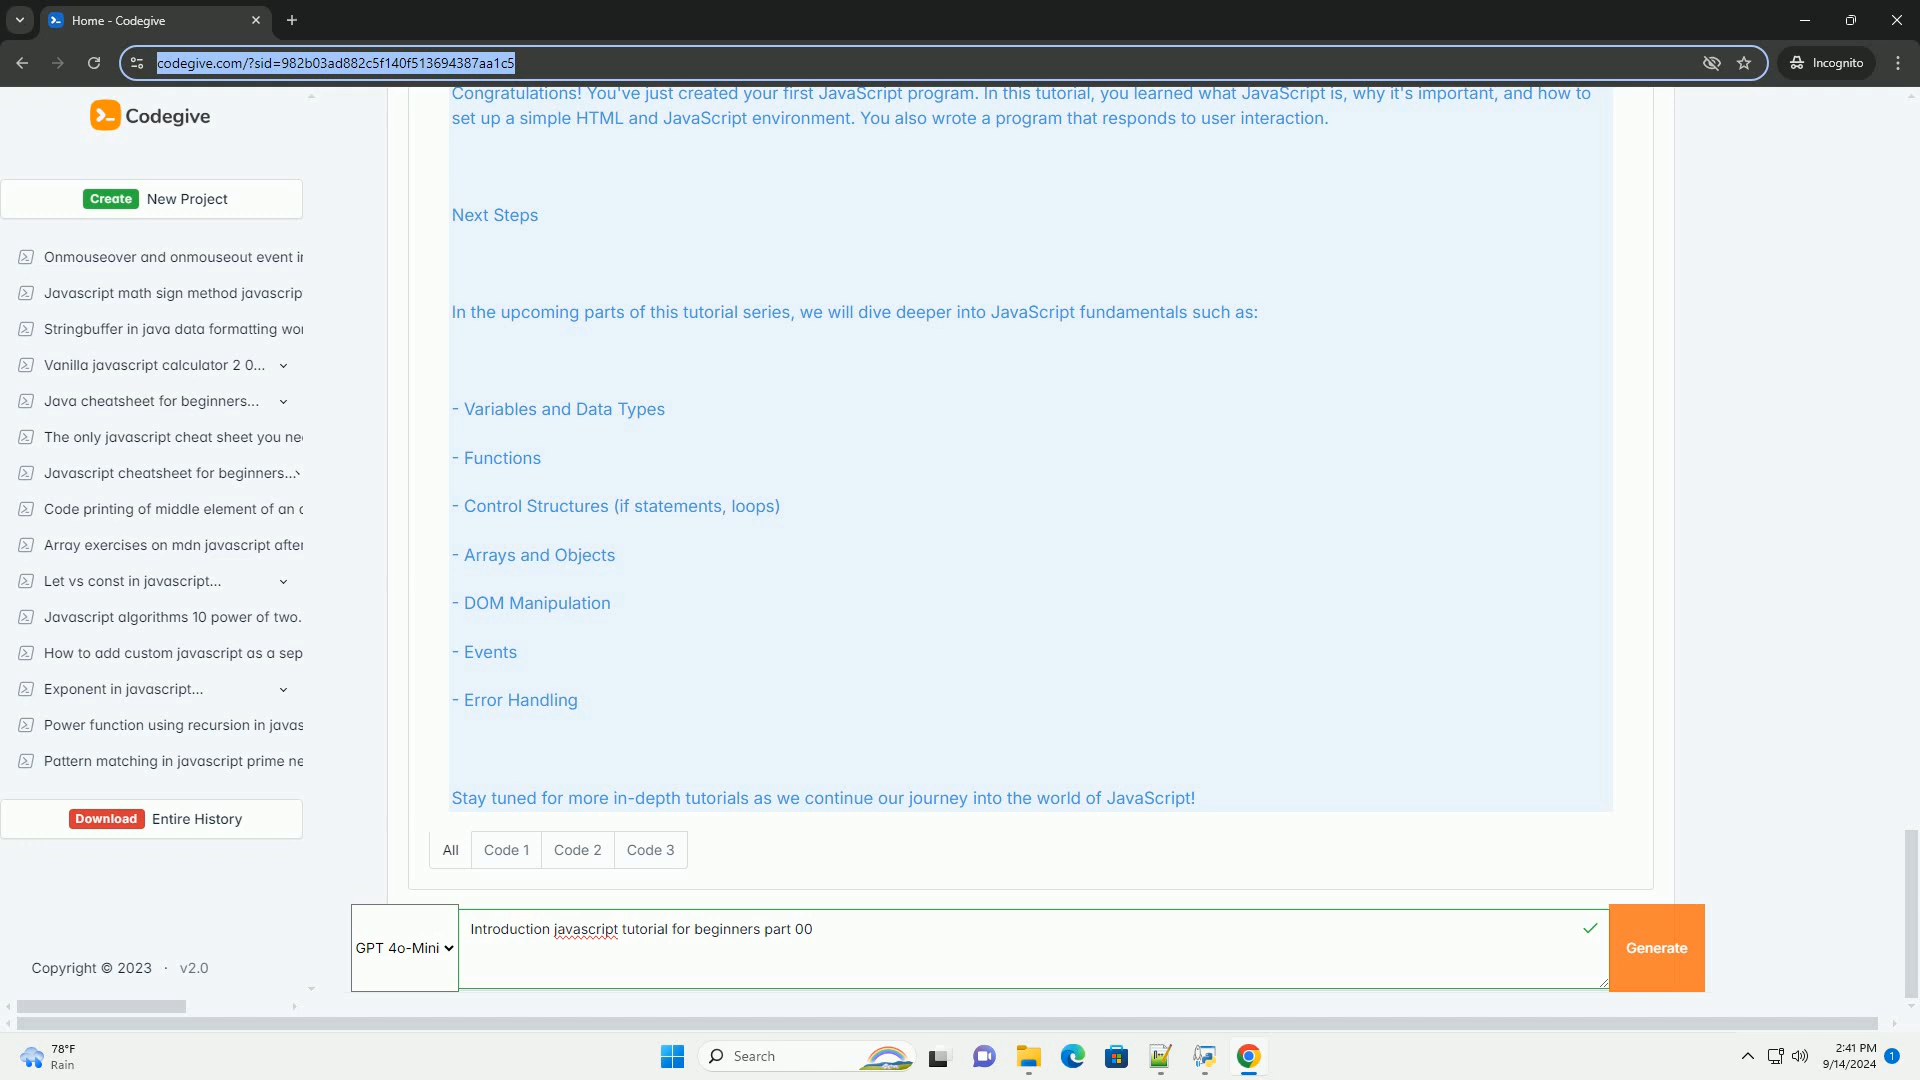 Home - Codegive
codegive.com/?sid=982b03ad882c5f140f513694387aa1c5
Incognito
Codegive
Create New Project
Onmouseover and onmouseout event in
Javascript math sign method javascrip
Stringbuffer in java data formatting wor
Vanilla javascript calculator 2 0...
Java cheatsheet for beginners...
The only javascript cheat sheet you nee
Javascript cheatsheet for beginners...
Code printing of middle element of an a
Array exercises on mdn javascript after
Let vs const in javascript...
Javascript algorithms 10 power of two.
How to add custom javascript as a sep
Exponent in javascript...
Power function using recursion in javas
Pattern matching in javascript prime ne
Download Entire History
Copyright © 2023 · v2.0
Congratulations! You've just created your first JavaScript program. In this tutorial, you learned what JavaScript is, why it's important, and how to
set up a simple HTML and JavaScript environment. You also wrote a program that responds to user interaction.
Next Steps
In the upcoming parts of this tutorial series, we will dive deeper into JavaScript fundamentals such as:
- Variables and Data Types
- Functions
- Control Structures (if statements, loops)
- Arrays and Objects
- DOM Manipulation
- Events
- Error Handling
Stay tuned for more in-depth tutorials as we continue our journey into the world of JavaScript!
All Code 1 Code 2 Code 3
GPT 4o-Mini
Introduction javascript tutorial for beginners part 00
Generate
78°F
Rain
Search
2:41 PM
9/14/2024
1